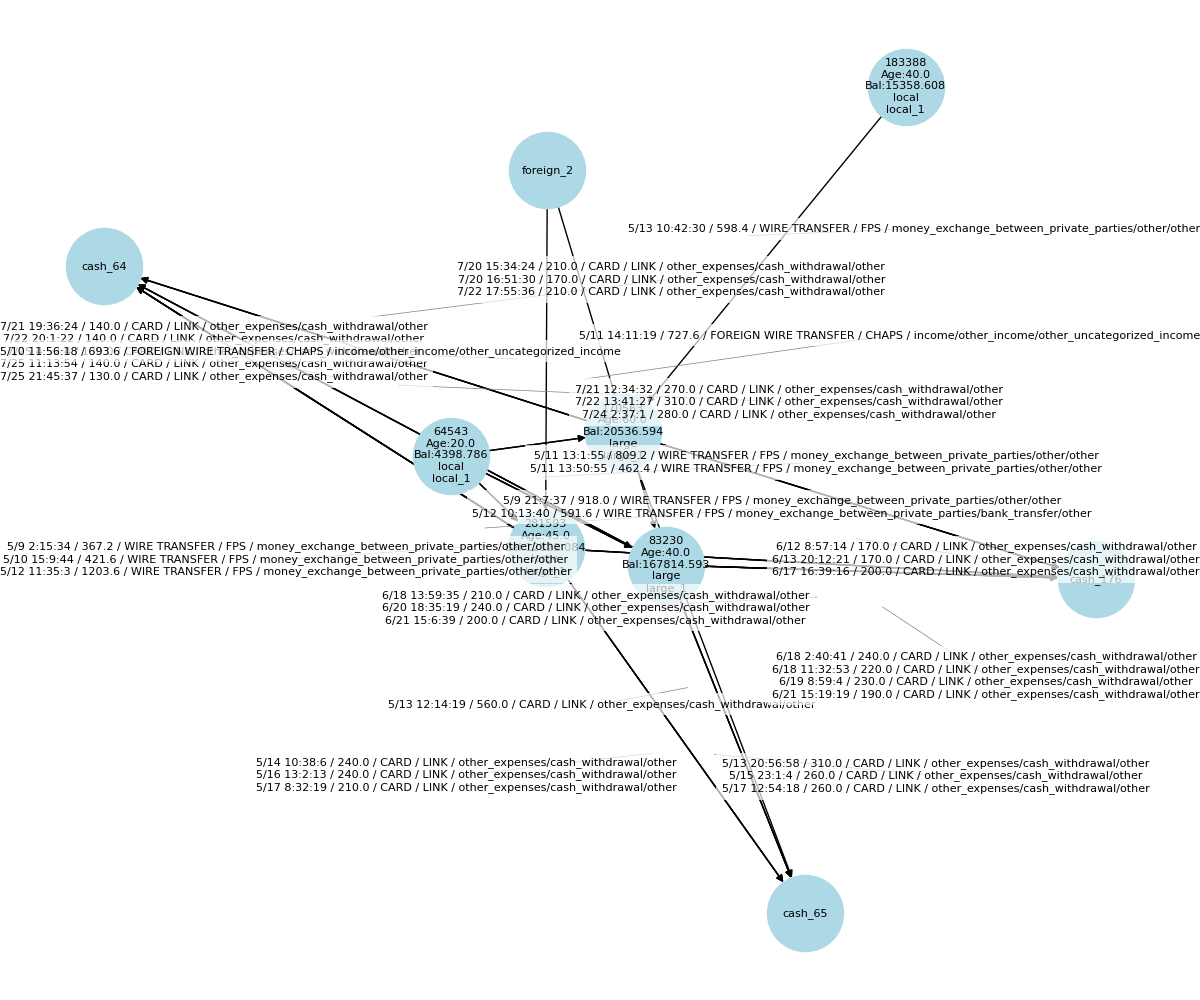 183388
Age:40.0
Bal:15358.608
local
local_1
foreign_2
5/13 10:42:30 / 598.4 / WIRE TRANSFER / FPS / money_exchange_between_private_parties/other/other
cash_64
7/20 15:34:24 / 210.0 / CARD / LINK / other_expenses/cash_withdrawal/other
7/20 16:51:30 / 170.0 / CARD / LINK / other_expenses/cash_withdrawal/other
7/22 17:55:36 / 210.0 / CARD / LINK / other_expenses/cash_withdrawal/other
7/21 19:36:24 / 140.0 / CARD / LINK / other_expenses/cash_withdrawal/other
7/22 20:1:22 / 140.0 / CARD / LINK / other_expenses/cash_withdrawal/other
5/11 14:11:19 / 727.6 / FOREIGN WIRE TRANSFER / CHAPS / income/other_income/other_uncategorized_income
5/10 11:56:18 / 693.6 / FOREIGN WIRE TRANSFER / CHAPS / income/other_income/other_uncategorized_income
7/25 11:13:54 / 140.0 / CARD / LINK / other_expenses/cash_withdrawal/other
7/25 21:45:37 / 130.0 / CARD / LINK / other_expenses/cash_withdrawal/other
7/21 12:34:32 / 270.0 / CARD / LINK / other_expenses/cash_withdrawal/other
7/22 13:41:27 / 310.0 / CARD / LINK / other_expenses/cash_withdrawal/other
7/24 2:37:1 / 280.0 / CARD / LINK / other_expenses/cash_withdrawal/other
Bal:20536.594
large
64543
Age:20.0
Bal:4398.786
local
local_1
5/11 13:1:55 / 809.2 / WIRE TRANSFER / FPS / money_exchange_between_private_parties/other/other
5/11 13:50:55 / 462.4 / WIRE TRANSFER / FPS / money_exchange_between_private_parties/other/other
5/9 21:7:37 / 918.0 / WIRE TRANSFER / FPS / money_exchange_between_private_parties/other/other
5/12 10:13:40 / 591.6 / WIRE TRANSFER / FPS / money_exchange_between_private_parties/bank_transfer/other
281593
Age:45.0
5/9 2:15:34 / 367.2 / WIRE TRANSFER / FPS / money_exchange_between_private_parties/other/other
5/10 15:9:44 / 421.6 / WIRE TRANSFER / FPS / money_exchange_between_private_parties/other/other
5/12 11:35:3 / 1203.6 / WIRE TRANSFER / FPS / money_exchange_between_private_parties/other/other
83230
Age:40.0
Bal:167814.593
large
large_1
6/12 8:57:14 / 170.0 / CARD / LINK / other_expenses/cash_withdrawal/other
6/13 20:12:21 / 170.0 / CARD / LINK / other_expenses/cash_withdrawal/other
6/17 16:39:16 / 200.0 / CARD / LINK / other_expenses/cash_withdrawal/other
cash_176
6/18 13:59:35 / 210.0 / CARD / LINK / other_expenses/cash_withdrawal/other
6/20 18:35:19 / 240.0 / CARD / LINK / other_expenses/cash_withdrawal/other
6/21 15:6:39 / 200.0 / CARD / LINK / other_expenses/cash_withdrawal/other
6/18 2:40:41 / 240.0 / CARD / LINK / other_expenses/cash_withdrawal/other
6/18 11:32:53 / 220.0 / CARD / LINK / other_expenses/cash_withdrawal/other
6/19 8:59:4 / 230.0 / CARD / LINK / other_expenses/cash_withdrawal/other
6/21 15:19:19 / 190.0 / CARD / LINK / other_expenses/cash_withdrawal/other
5/13 12:14:19 / 560.0 / CARD / LINK / other_expenses/cash_withdrawal/other
5/14 10:38:6 / 240.0 / CARD / LINK / other_expenses/cash_withdrawal/other
5/16 13:2:13 / 240.0 / CARD / LINK / other_expenses/cash_withdrawal/other
5/17 8:32:19 / 210.0 / CARD / LINK / other_expenses/cash_withdrawal/other
5/13 20:56:58 / 310.0 / CARD / LINK / other_expenses/cash_withdrawal/other
5/15 23:1:4 / 260.0 / CARD / LINK / other_expenses/cash_withdrawal/other
5/17 12:54:18 / 260.0 / CARD / LINK / other_expenses/cash_withdrawal/other
cash_65